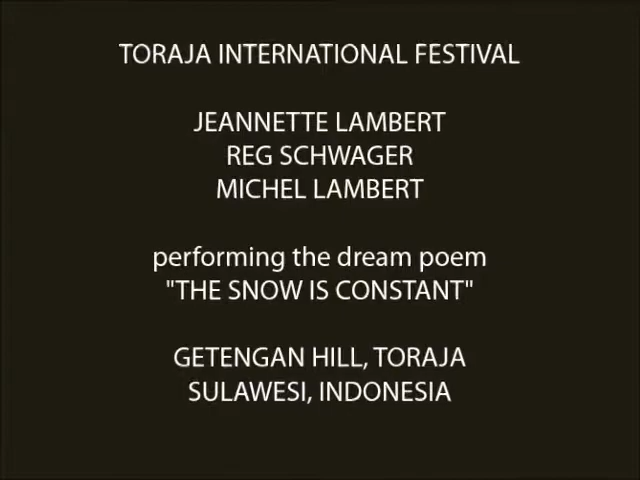 TORAJA INTERNATIONAL FESTIVAL
JEANNETTE LAMBERT
REG SCHWAGER
MICHEL LAMBERT
performing the dream poem
"THE SNOW IS CONSTANT"
GETENGAN HILL, TORAJA
SULAWESI, INDONESIA